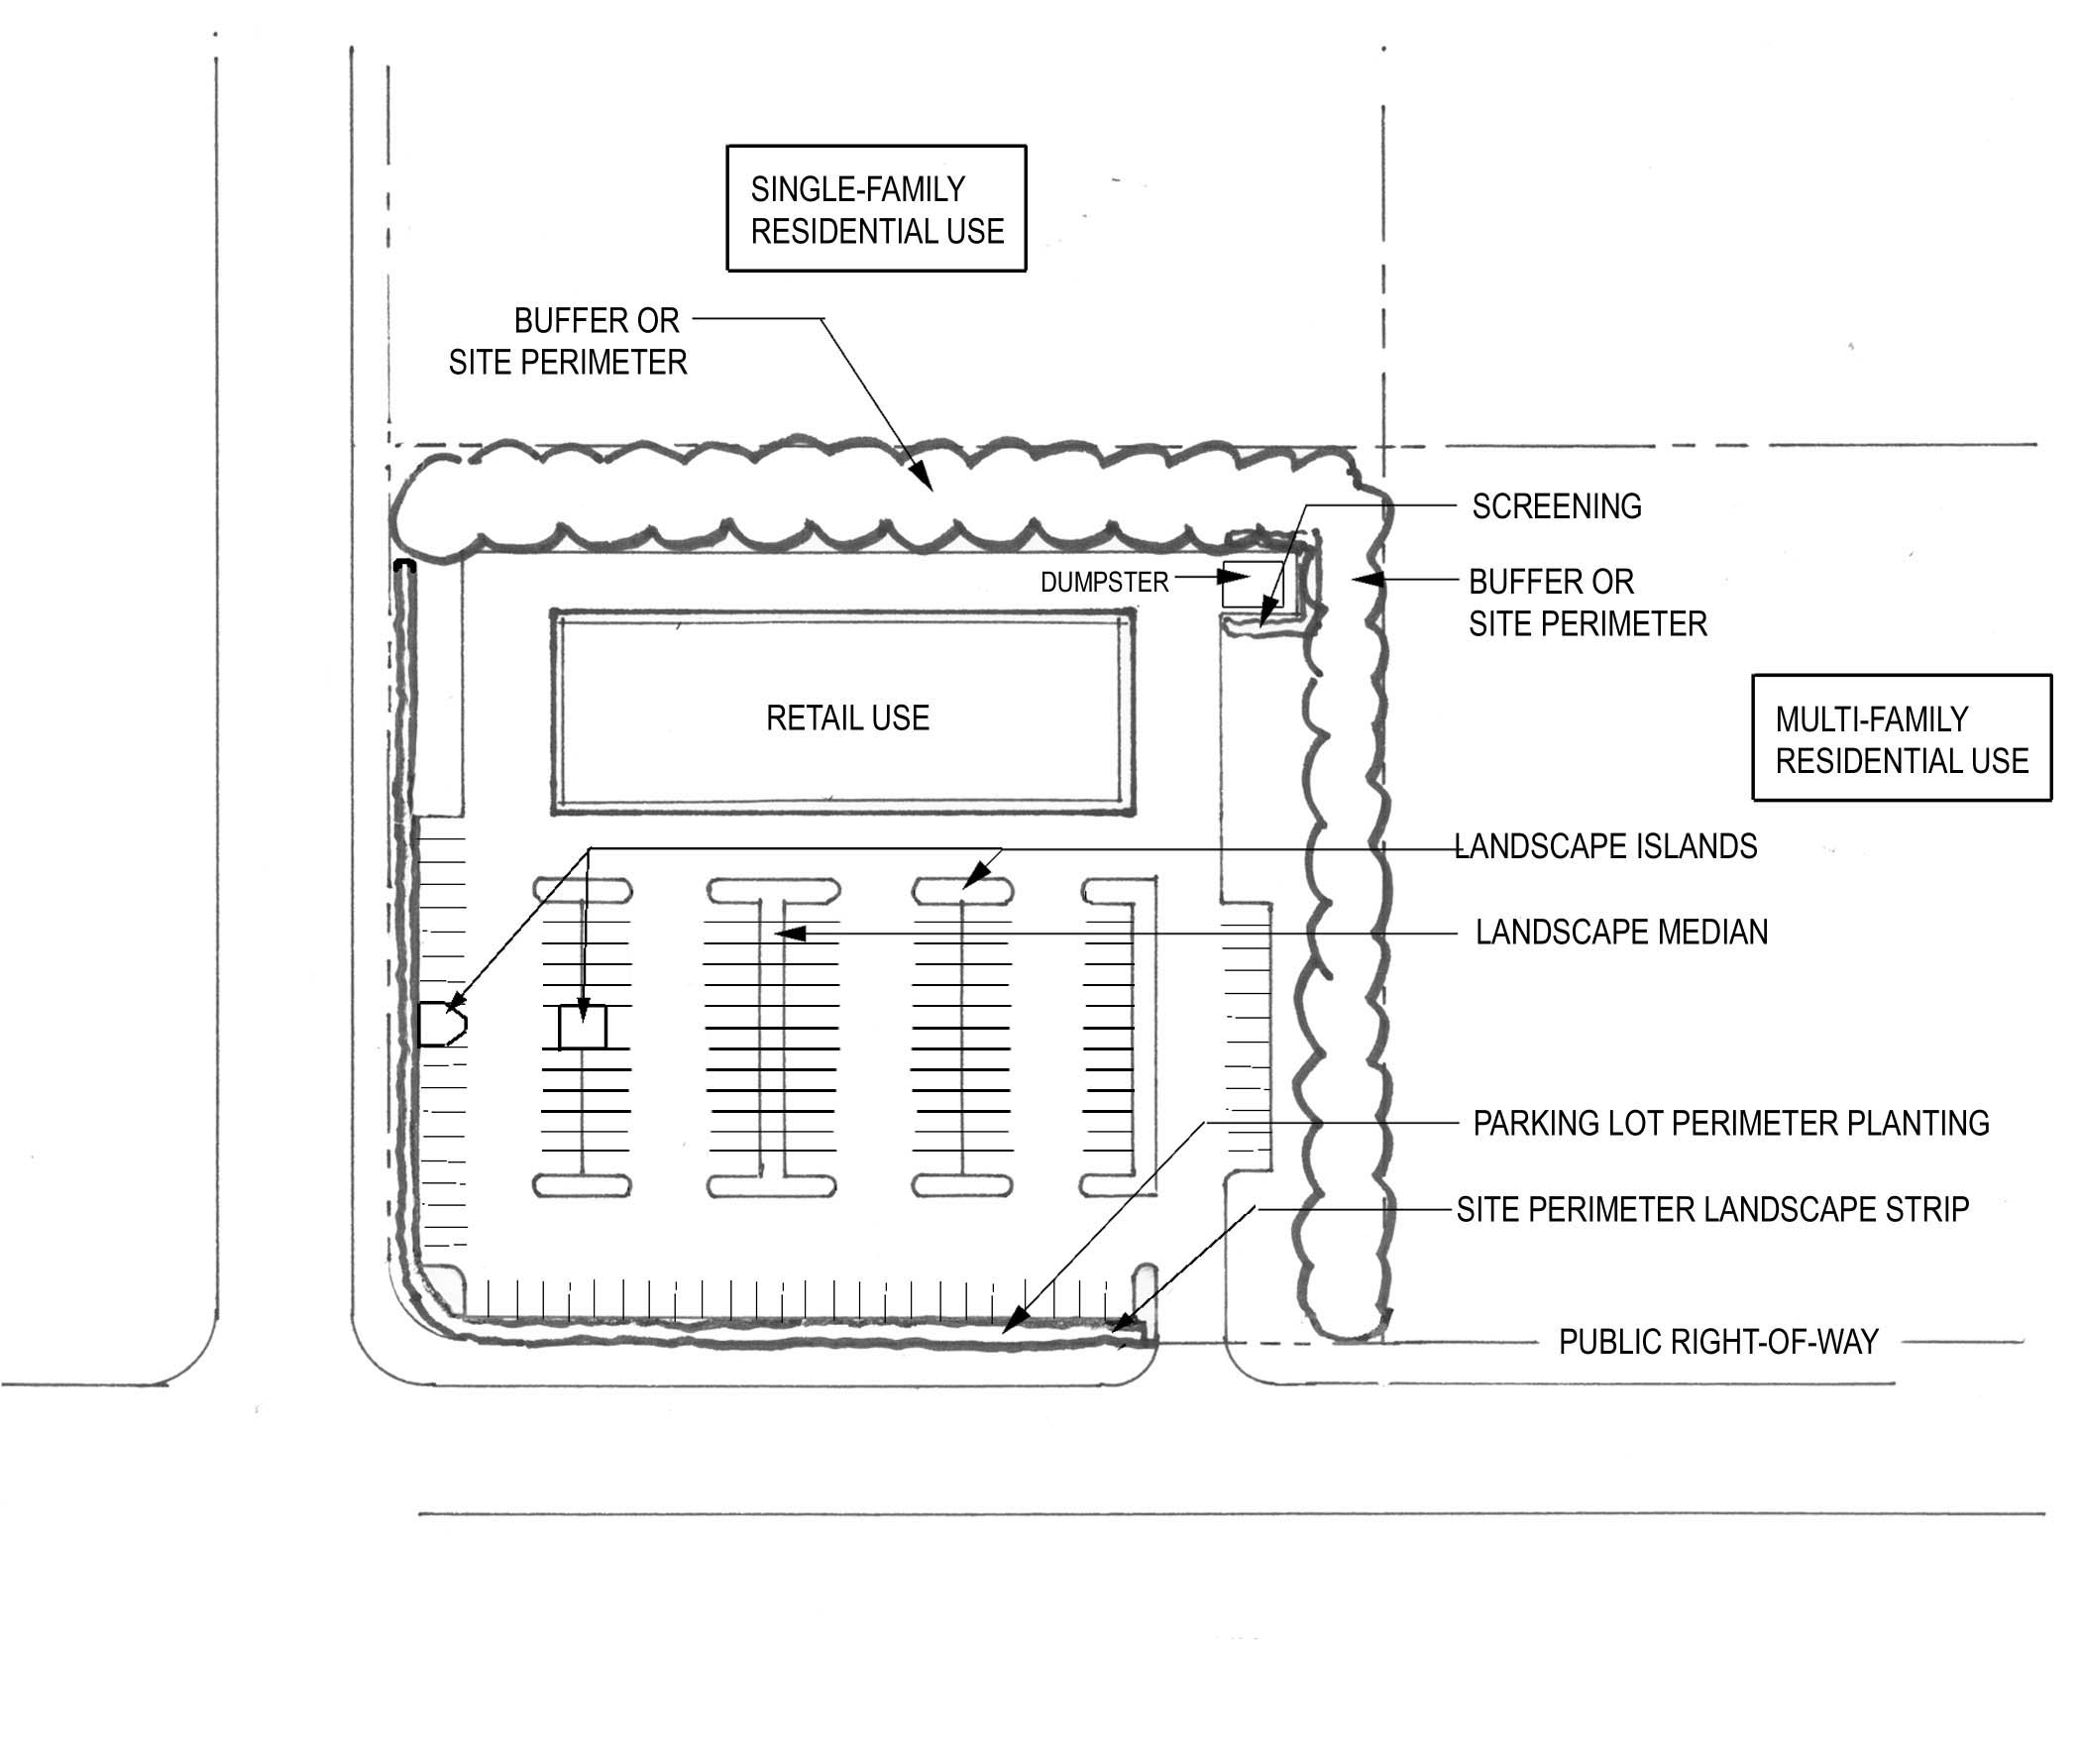 SINGLE-FAMILY
RESIDENTIAL USE
BUFFER OR
SITE PERIMETER
SCREENING
DUMPSTER
BUFFER OR
SITE PERIMETER
RETAIL USE
MULTI-FAMILY
RESIDENTIAL USE
LANDSCAPE ISLANDS
LANDSCAPE MEDIAN
PARKING LOT PERIMETER PLANTING
SITE PERIMETER LANDSCAPE STRIP
PUBLIC RIGHT-OF-WAY